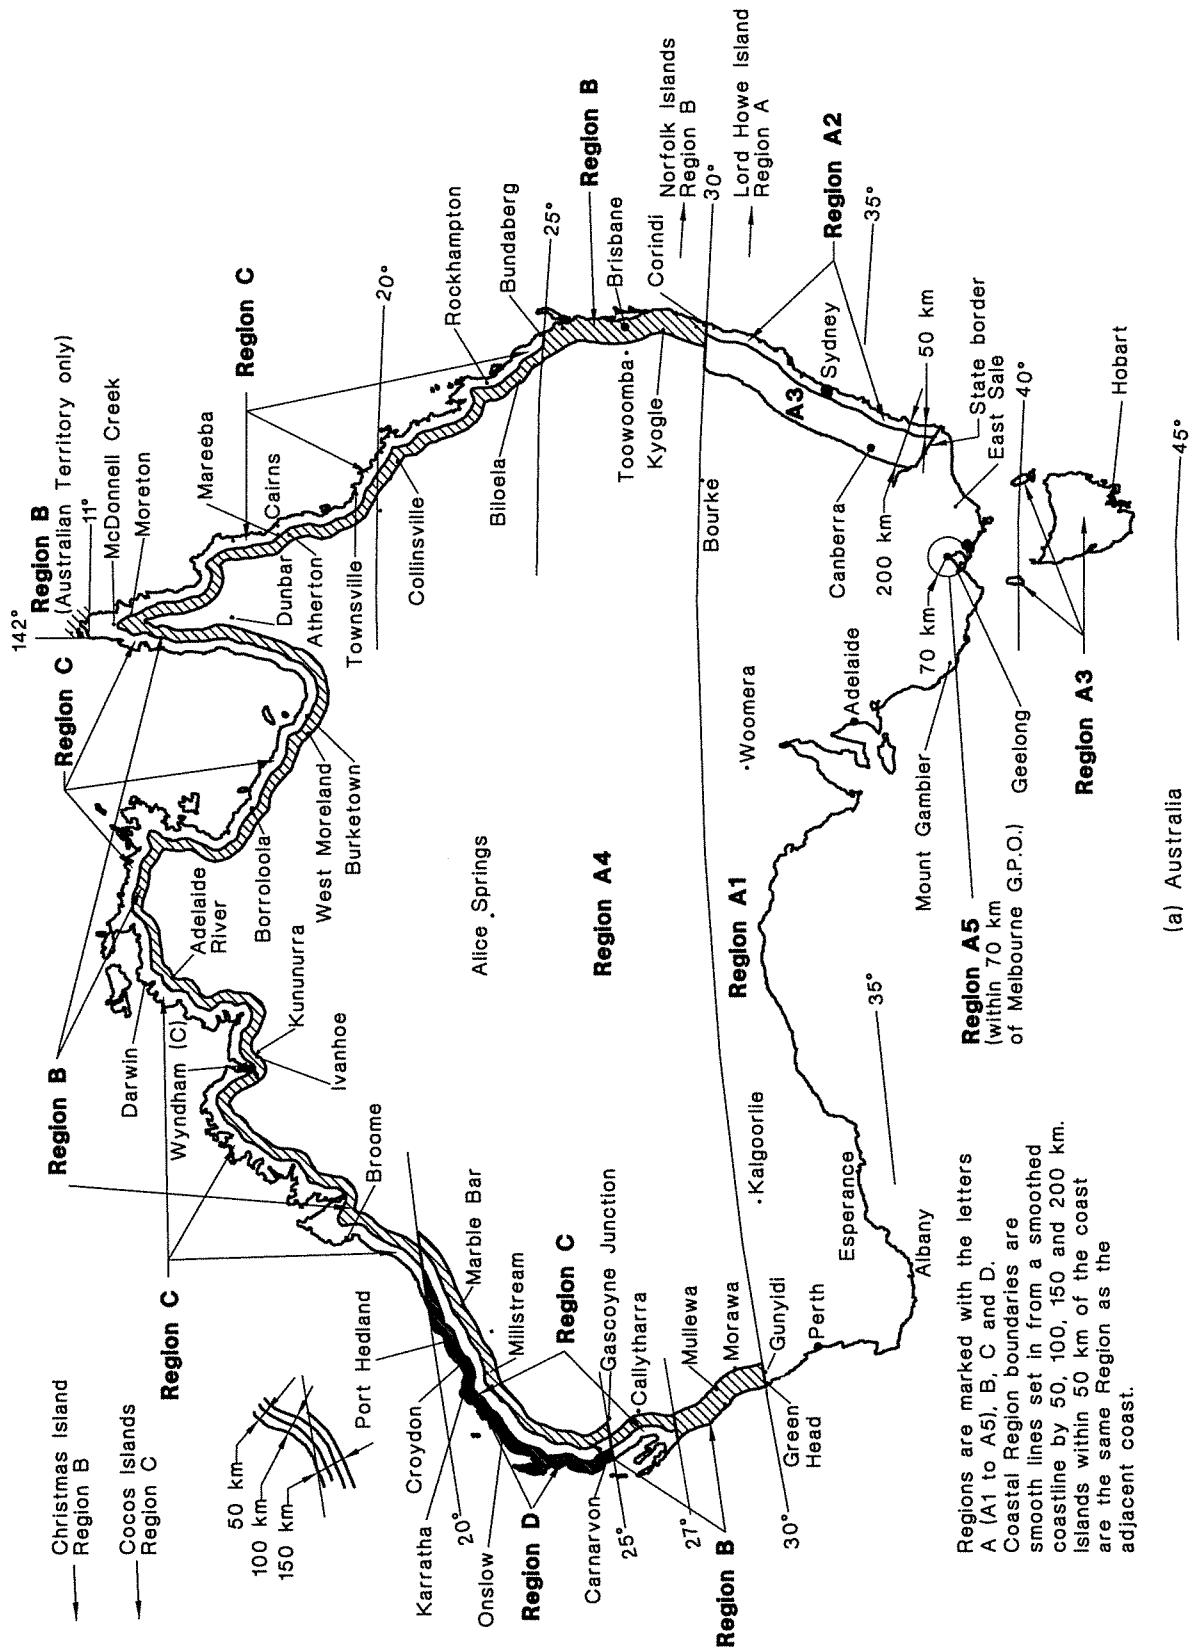 142°
Region B
(Australian Territory only)
11°
McDonnell Creek
Moreton
Mareeba
Cairns
Region C
20°
Rockhampton
Bundaberg
25°
Region B
Brisbane
Corindi
Norfolk Islands
Region B
30°
Lord Howe Island
Region A
Region A2
35°
Sydney
50 km
State border
East Sale
40°
Hobart
45°
Region C
Dunbar
Atherton
Townsville
Collinsville
Biloela
Toowoomba
Kyogle
Bourke
A3
Canberra
200 km
70 km
Adelaide
Woomera
Mount Gambler
Geelong
Region A3
Region B
Darwin
Wyndham (C)
Adelaide
River
Borroloola
West Moreland
Burketown
Kununurra
Ivanhoe
Alice Springs
Region A4
Region A1
35°
Region A5
(within 70 km
of Melbourne G.P.O.)
Region C
Broome
Marble Bar
Millstream
Region C
Gascoyne Junction
Callytharra
Mullewa
Morawa
Gunyidi
Perth
Kalgoorlie
Esperance
Albany
Christmas Island
Region B
Cocos Islands
Region C
50 km
100 km
150 km
Port Hedland
Croydon
Karratha
20°
Onslow
Region D
Carnarvon
25°
27°
Region B
30°
Green
Head
Regions are marked with the letters
A (A1 to A5), B, C and D.
Coastal Region boundaries are
smooth lines set in from a smoothed
coastline by 50, 100, 150 and 200 km.
Islands within 50 km of the coast
are the same Region as the
adjacent coast.
(a) Australia